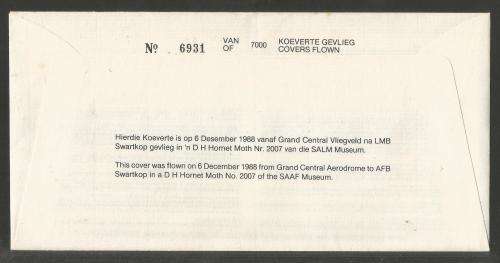 No 6931 VAN OF 7000 KOEVERTE GEVLIEG COVERS FLOWN
Hierdie Koeverte is op 6 Desember 1988 vanaf Grand Central Vliegveld na LMB
Swartkop gevlieg in 'n D H Hornet Moth Nr. 2007 van die SALM Museum.
This cover was flown on 6 December 1988 from Grand Central Aerodrome to AFB
Swartkop in a D H Hornet Moth No. 2007 of the SAAF Museum.